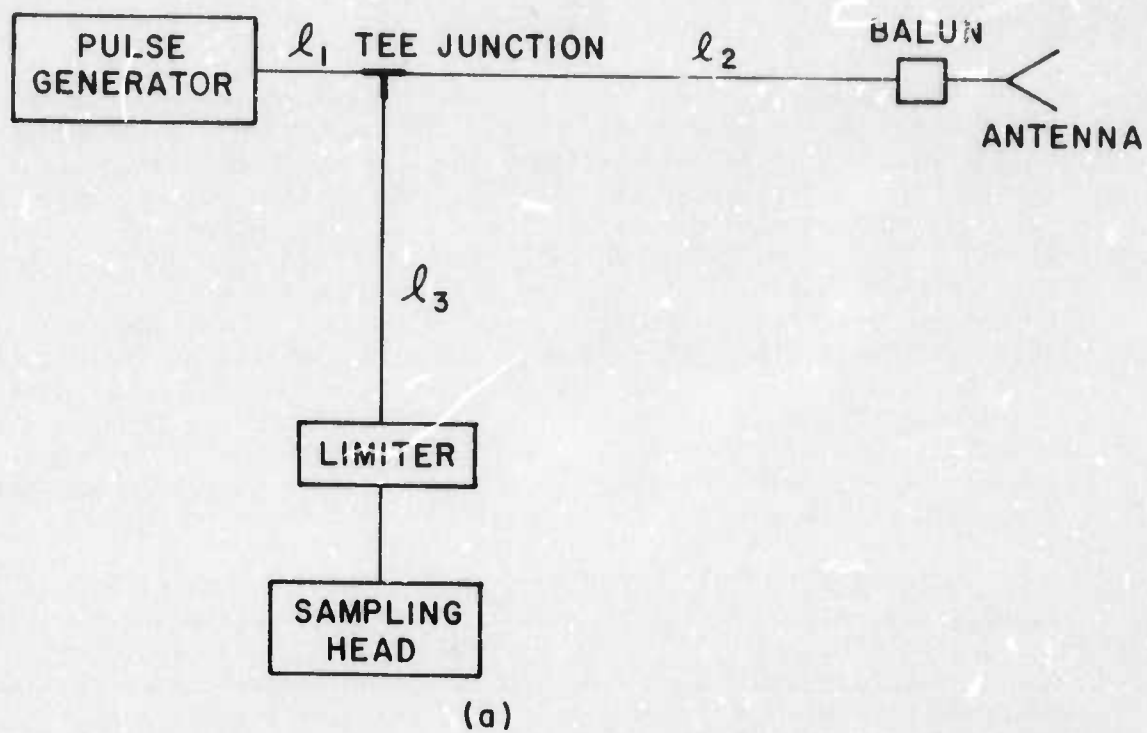 PULSE
GENERATOR
ℓ1 TEE JUNCTION
ℓ2
BALUN
ANTENNA
ℓ3
LIMITER
SAMPLING
HEAD
(a)